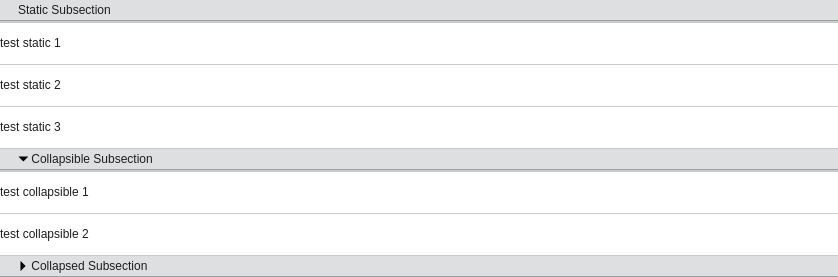 Static Subsection
test static 1
test static 2
test static 3
Collapsible Subsection
test collapsible 1
test collapsible 2
Collapsed Subsection